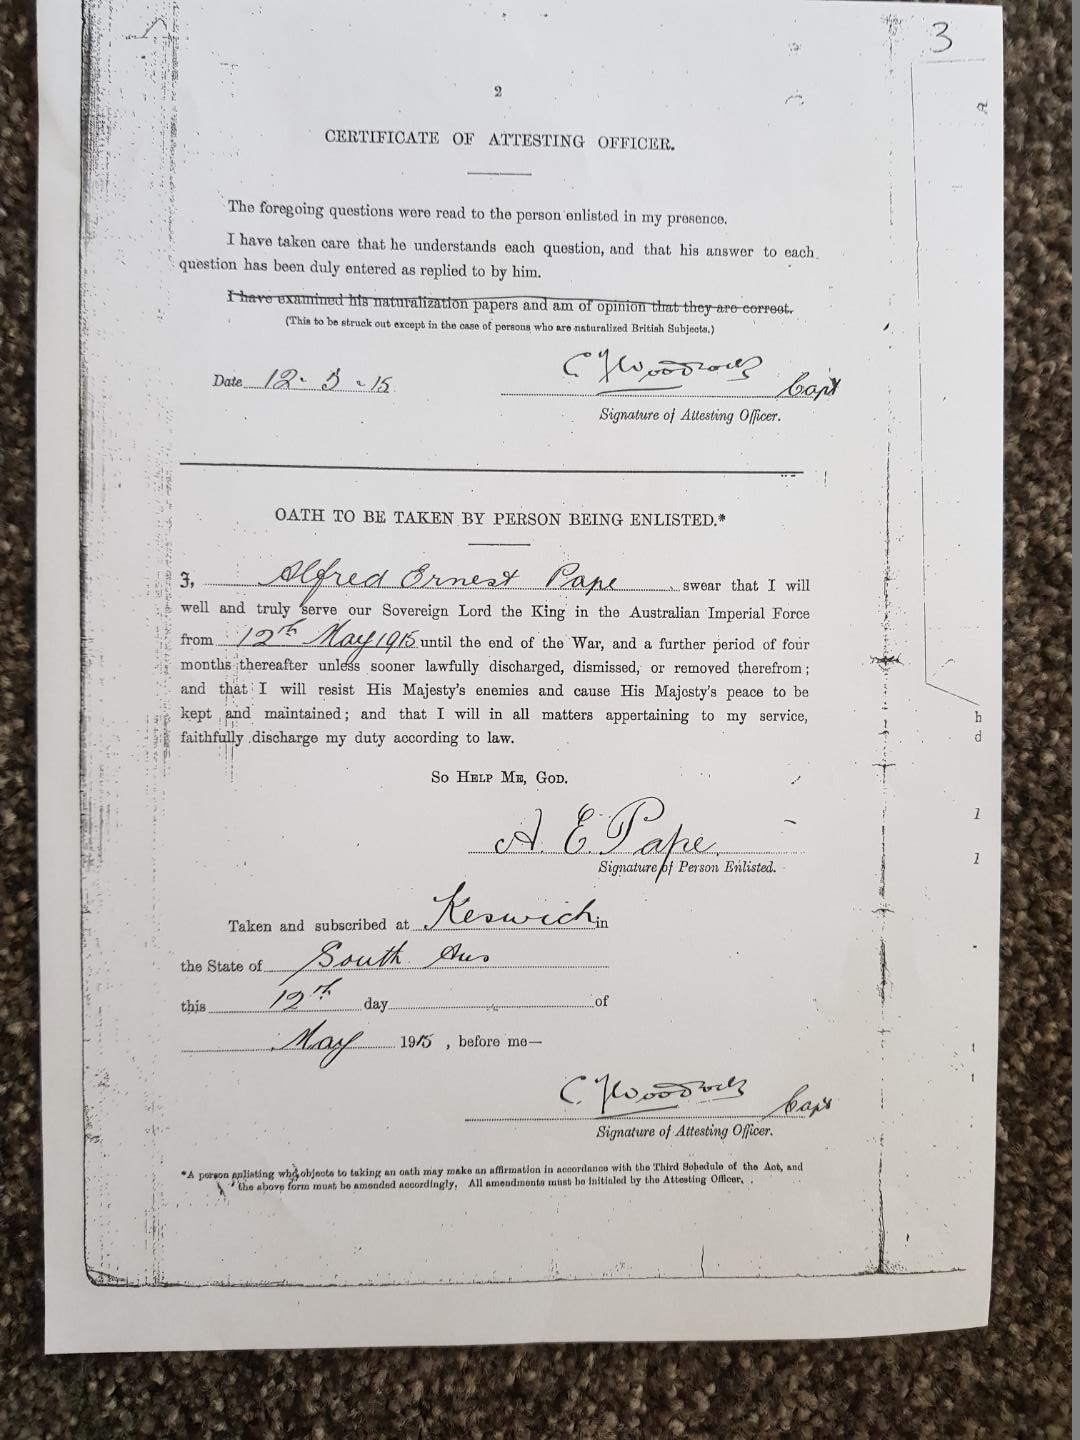 3
2
CERTIFICATE OF ATTESTING OFFICER.
The foregoing questions were read to the person enlisted in my presence.
I have taken care that he understands each question, and that his answer to each
question has been duly entered as replied to by him.
I have examined his naturalization papers and am of opinion that they are correct.
(This to be struck out except in the case of persons who are naturalized British Subjects.)
Date 12. 5 . 15
Capt
Signature of Attesting Officer.
OATH TO BE TAKEN BY PERSON BEING ENLISTED.*
I, Alfred Ernest Pape swear that I will
well and truly serve our Sovereign Lord the King in the Australian Imperial Force
from 12th May 1915 until the end of the War, and a further period of four
months thereafter unless sooner lawfully discharged, dismissed, or removed therefrom;
and that I will resist His Majesty's enemies and cause His Majesty's peace to be
kept and maintained; and that I will in all matters appertaining to my service,
faithfully discharge my duty according to law.
So Help Me, God.
A. E. Pape
Signature of Person Enlisted.
Taken and subscribed at Keswick in
the State of South Aus
this 12th day of
May 1915, before me—
Capt
Signature of Attesting Officer.
*A person enlisting who objects to taking an oath may make an affirmation in accordance with the Third Schedule of the Act, and
the above form must be amended accordingly. All amendments must be initialed by the Attesting Officer.